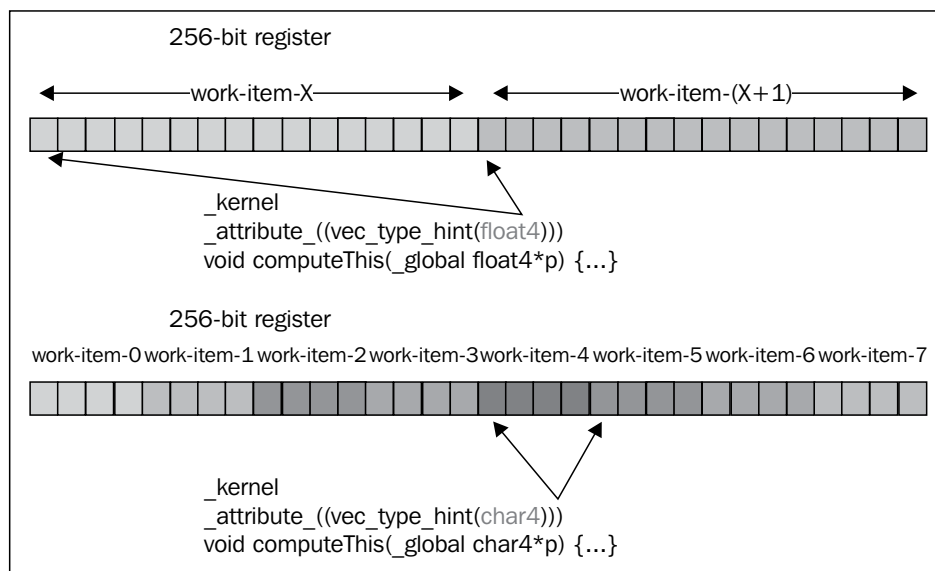 256-bit register
work-item-X work-item-(X+1)
_kernel
_attribute_((vec_type_hint(float4)))
void computeThis(_global float4*p) {...}
256-bit register
work-item-0 work-item-1 work-item-2 work-item-3 work-item-4 work-item-5 work-item-6 work-item-7
_kernel
_attribute_((vec_type_hint(char4)))
void computeThis(_global char4*p) {...}